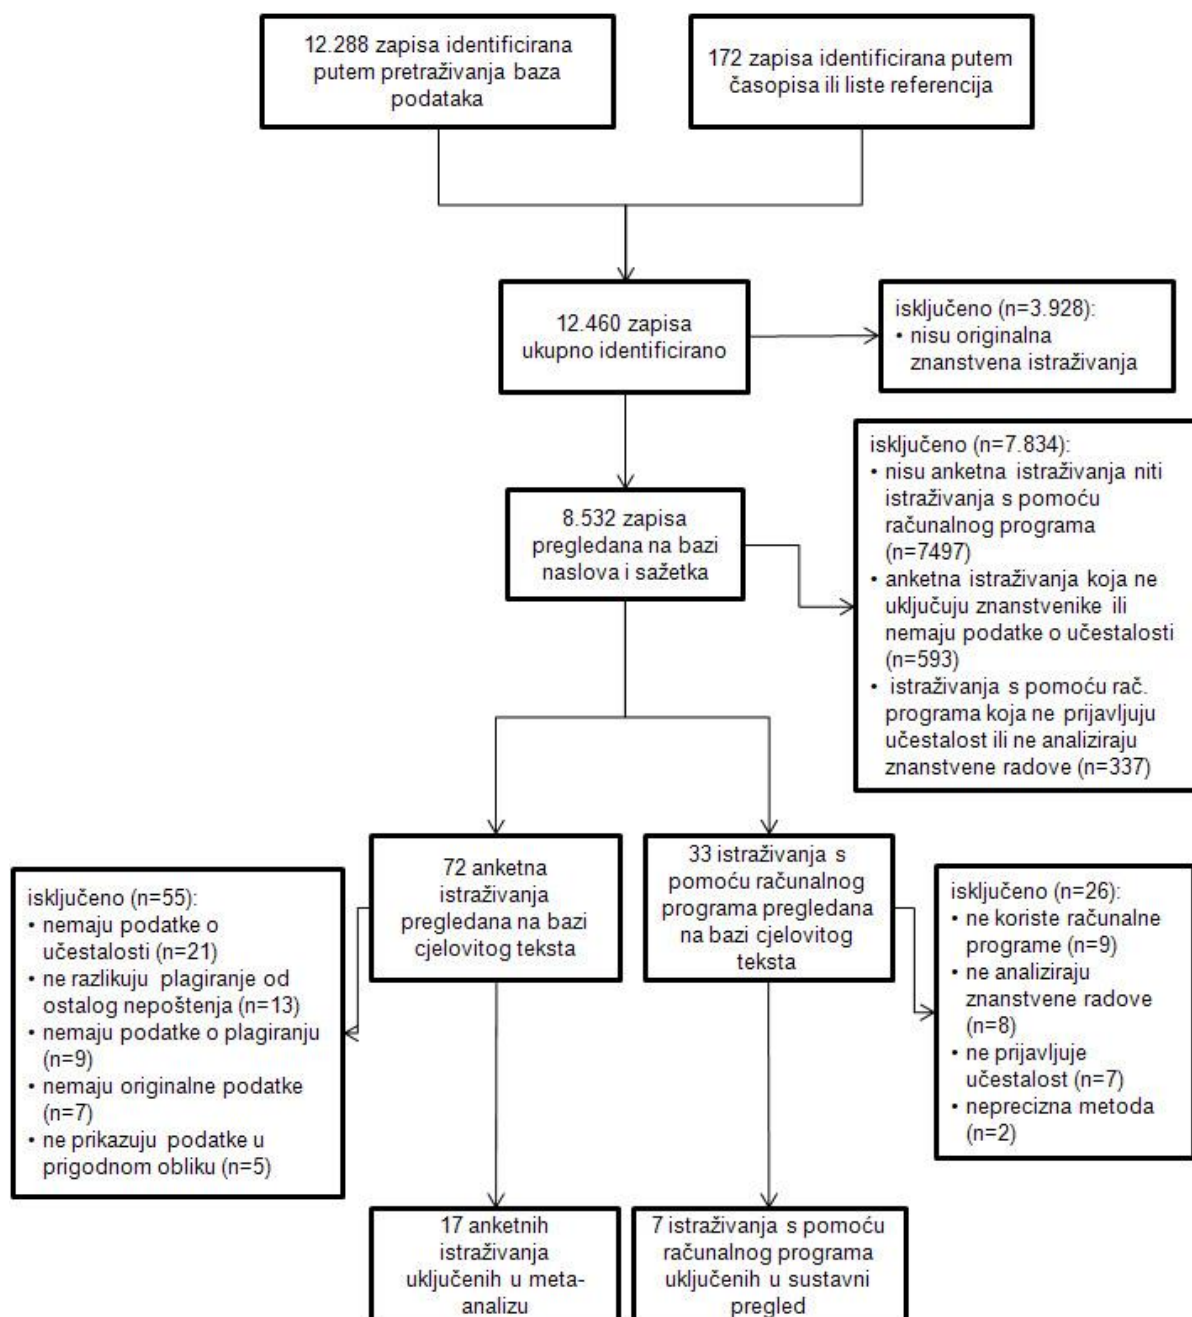 12.288 zapisa identificirana
putem pretraživanja baza
podataka
172 zapisa identificirana putem
časopisa ili liste referencija
12.460 zapisa
ukupno identificirano
isključeno (n=3.928):
• nisu originalna
znanstvena istraživanja
8.532 zapisa
pregledana na bazi
naslova i sažetka
isključeno (n=7.834):
• nisu anketna istraživanja niti
istraživanja s pomoću
računalnog programa
(n=7497)
• anketna istraživanja koja ne
uključuju znanstvenike ili
nemaju podatke o učestalosti
(n=593)
• istraživanja s pomoću rač.
programa koja ne prijavljuju
učestalost ili ne analiziraju
znanstvene radove (n=337)
72 anketna
istraživanja
pregledana na bazi
cjelovitog teksta
33 istraživanja s
pomoću računalnog
programa pregledana
na bazi cjelovitog
teksta
isključeno (n=55):
• nemaju podatke o
učestalosti (n=21)
• ne razlikuju plagiranje od
ostalog nepoštenja (n=13)
• nemaju podatke o plagiranju
(n=9)
• nemaju originalne podatke
(n=7)
• ne prikazuju podatke u
prigodnom obliku (n=5)
isključeno (n=26):
• ne koriste računalne
programe (n=9)
• ne analiziraju
znanstvene radove
(n=8)
• ne prijavljuje
učestalost (n=7)
• neprecizna metoda
(n=2)
17 anketnih
istraživanja
uključenih u meta-
analizu
7 istraživanja s pomoću
računalnog programa
uključenih u sustavni
pregled